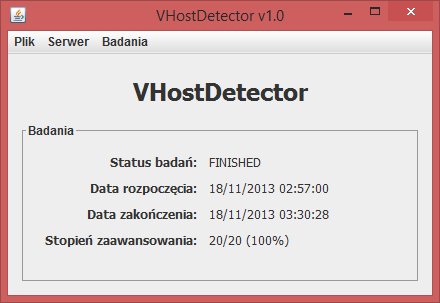 VHostDetector v1.0
Plik Serwer Badania
VHostDetector
Badania
Status badań: FINISHED
Data rozpoczęcia: 18/11/2013 02:57:00
Data zakończenia: 18/11/2013 03:30:28
Stopień zaawansowania: 20/20 (100%)